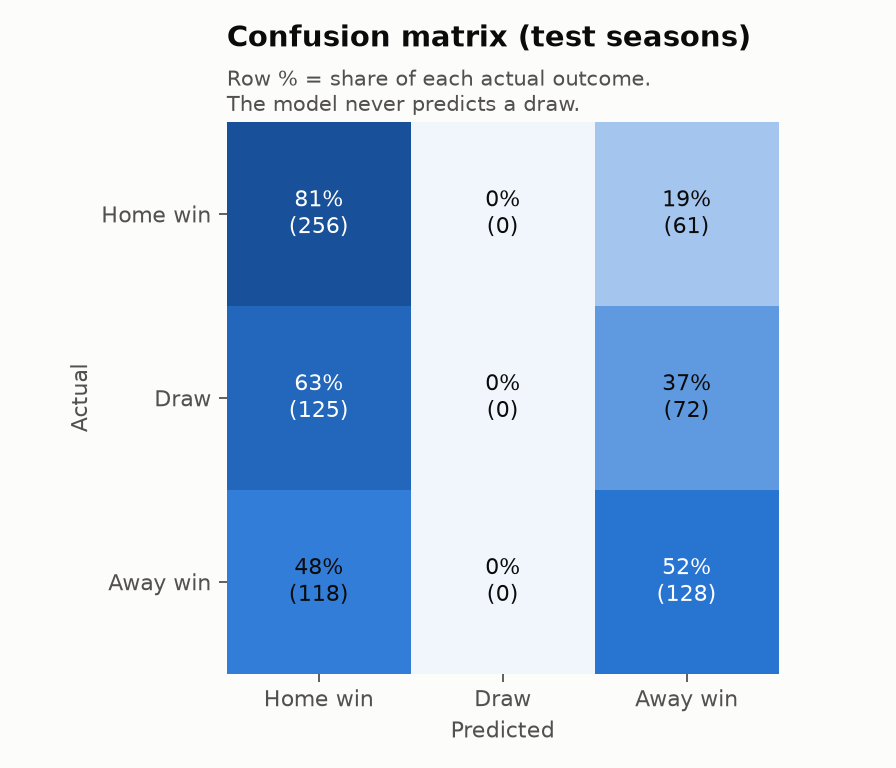 Confusion matrix (test seasons)
Row % = share of each actual outcome.
The model never predicts a draw.
Actual
Home win
81%
(256)
0%
(0)
19%
(61)
Draw
63%
(125)
0%
(0)
37%
(72)
Away win
48%
(118)
0%
(0)
52%
(128)
Home win
Draw
Away win
Predicted